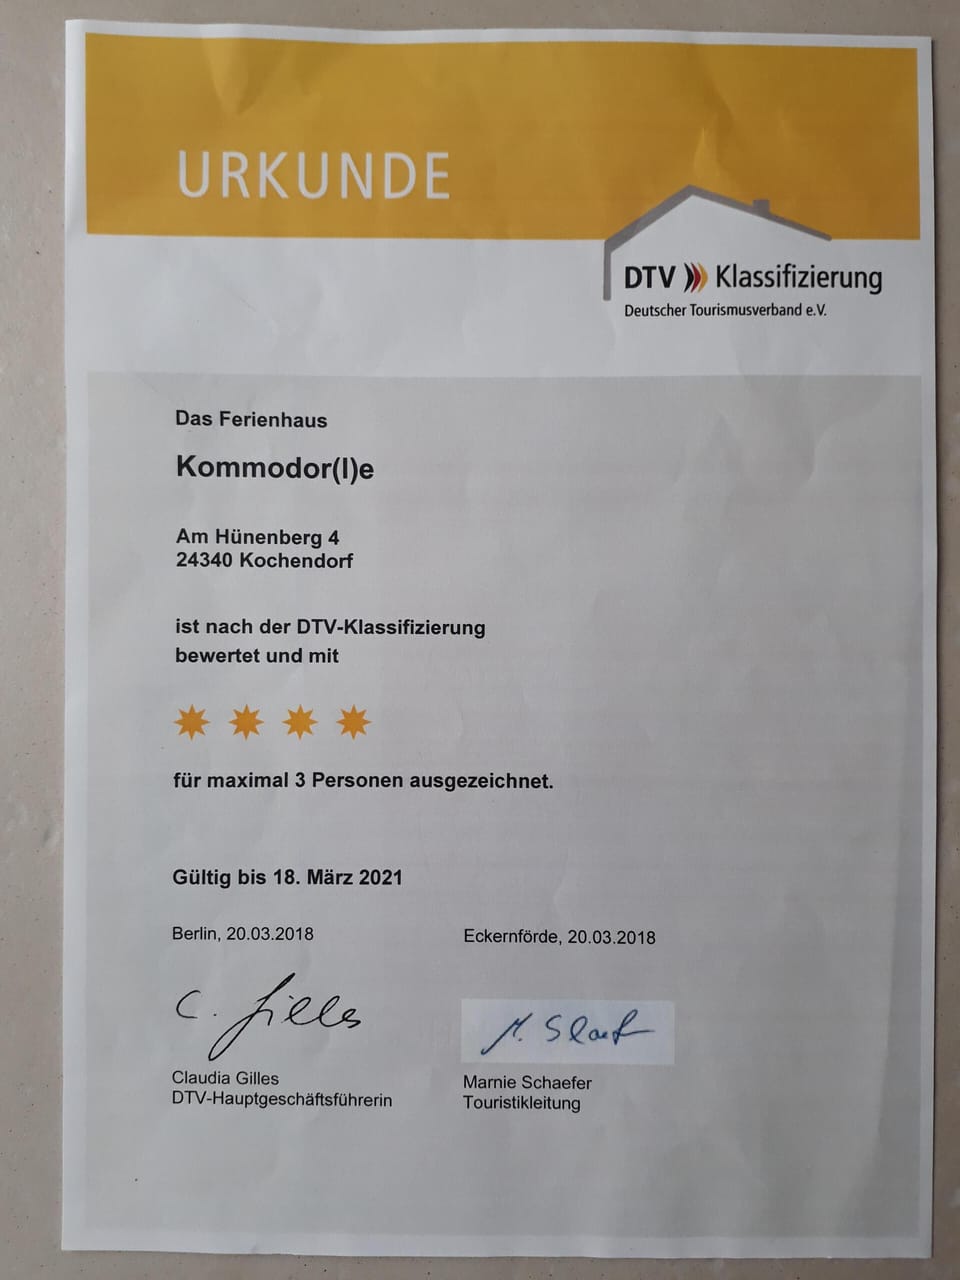 URKUNDE
DTV Klassifizierung
Deutscher Tourismusverband e.V.
Das Ferienhaus
Kommodor(l)e
Am Hünenberg 4
24340 Kochendorf
ist nach der DTV-Klassifizierung
bewertet und mit
für maximal 3 Personen ausgezeichnet.
Gültig bis 18. März 2021
Berlin, 20.03.2018
C. Gilles
Claudia Gilles
DTV-Hauptgeschäftsführerin
Eckernförde, 20.03.2018
M.
Marnie Schaefer
Touristikleitung